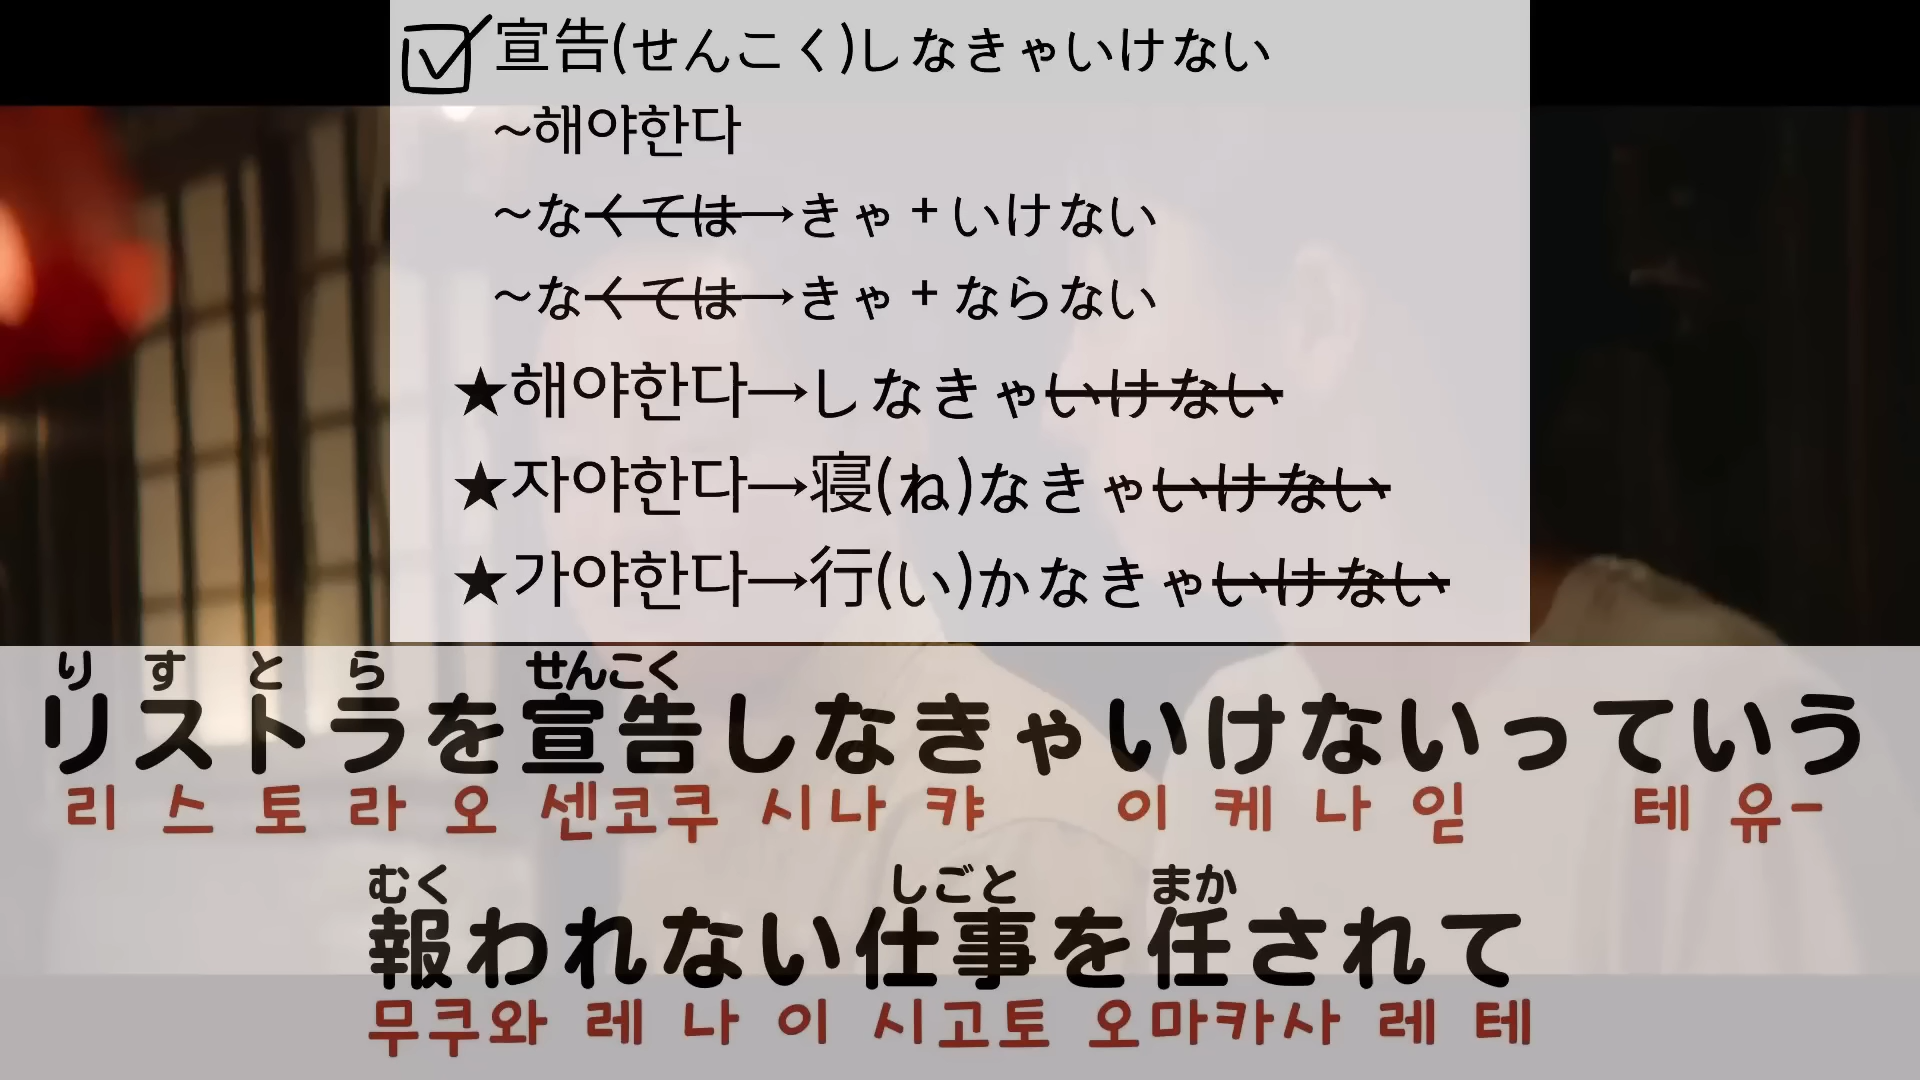 宣告(せんこく)しなきゃいけない
~해야한다
~なくては→きゃ + いけない
~なくては→きゃ + ならない
★해야한다→しなきゃいけない
★자야한다→寝(ね)なきゃいけない
★가야한다→行(い)かなきゃいけない
りすとら せんこく
リストラを宣告しなきゃいけないっていう
리스토라오 센코쿠 시나캬 이케나읻 테유-
むく しごと まか
報われない仕事を任されて
무쿠와레나이 시고토 오마카사레테